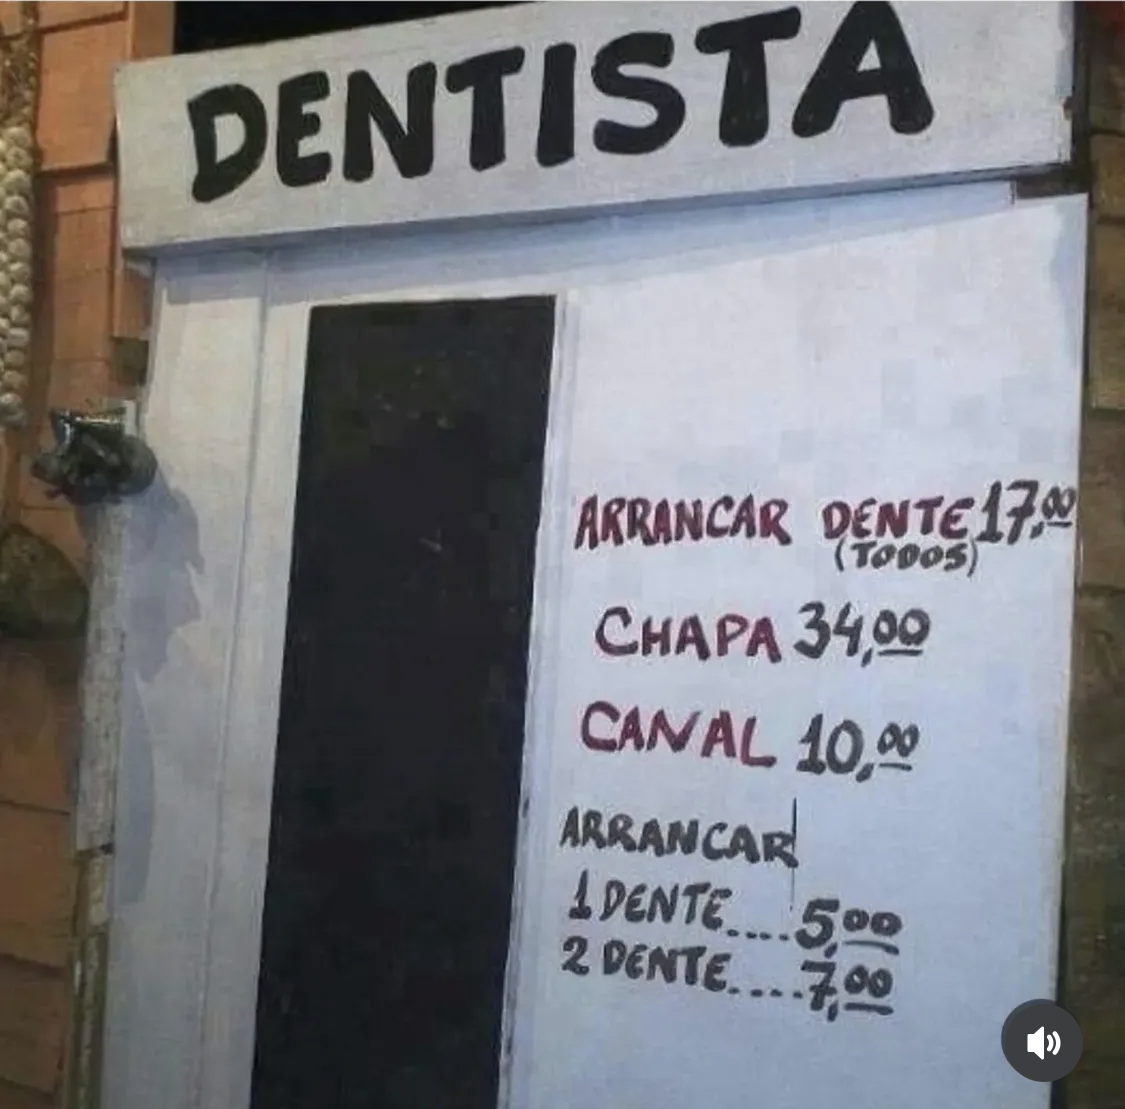 DENTISTA
ARRANCAR DENTE 17,00
(TODOS)
CHAPA 34,00
CANAL 10,00
ARRANCAR
1 DENTE....5,00
2 DENTE....7,00